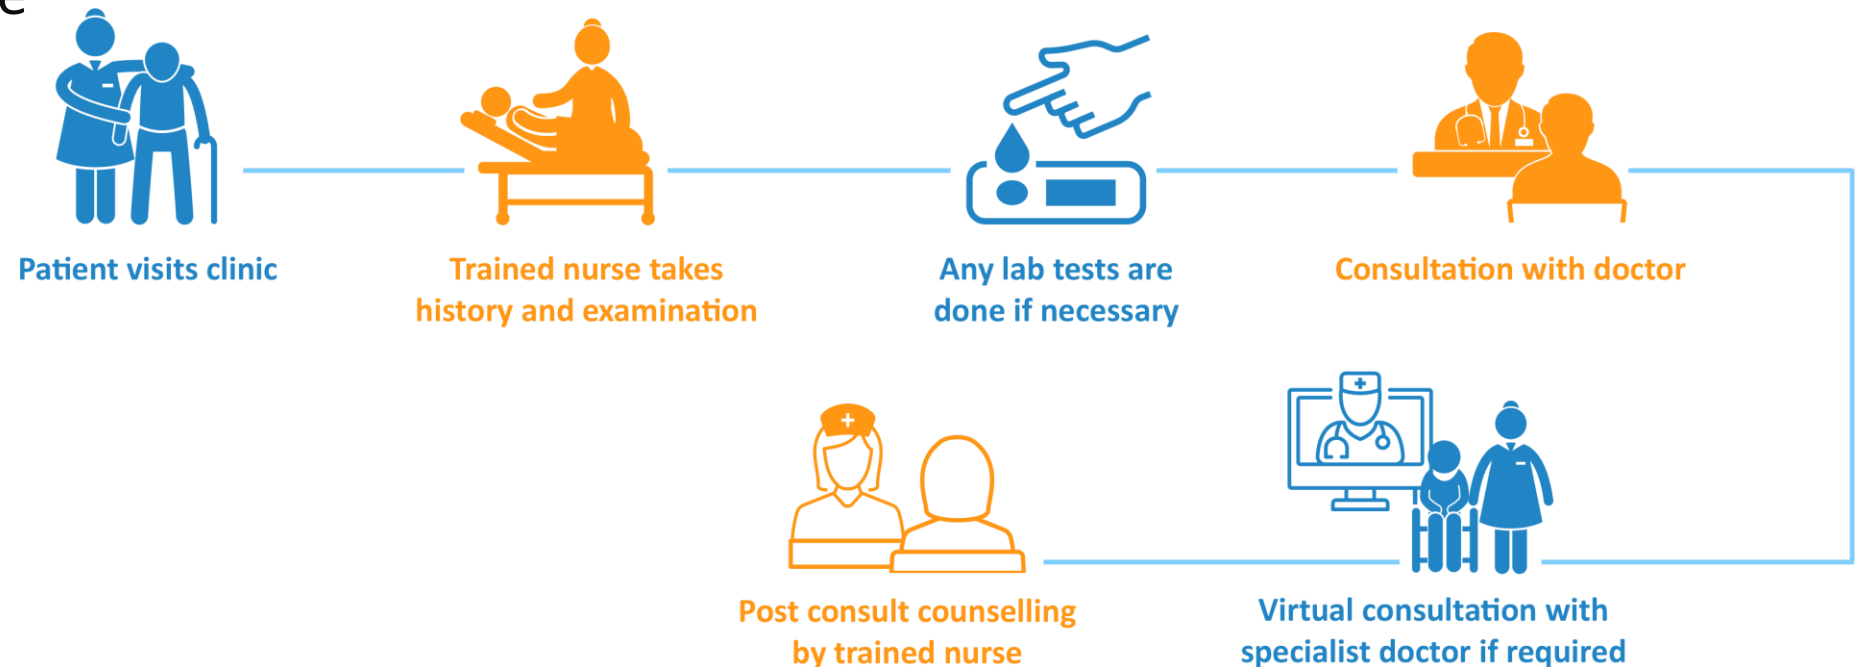 Patient visits clinic
Trained nurse takes
history and examination
Any lab tests are
done if necessary
Consultation with doctor
Virtual consultation with
specialist doctor if required
Post consult counselling
by trained nurse